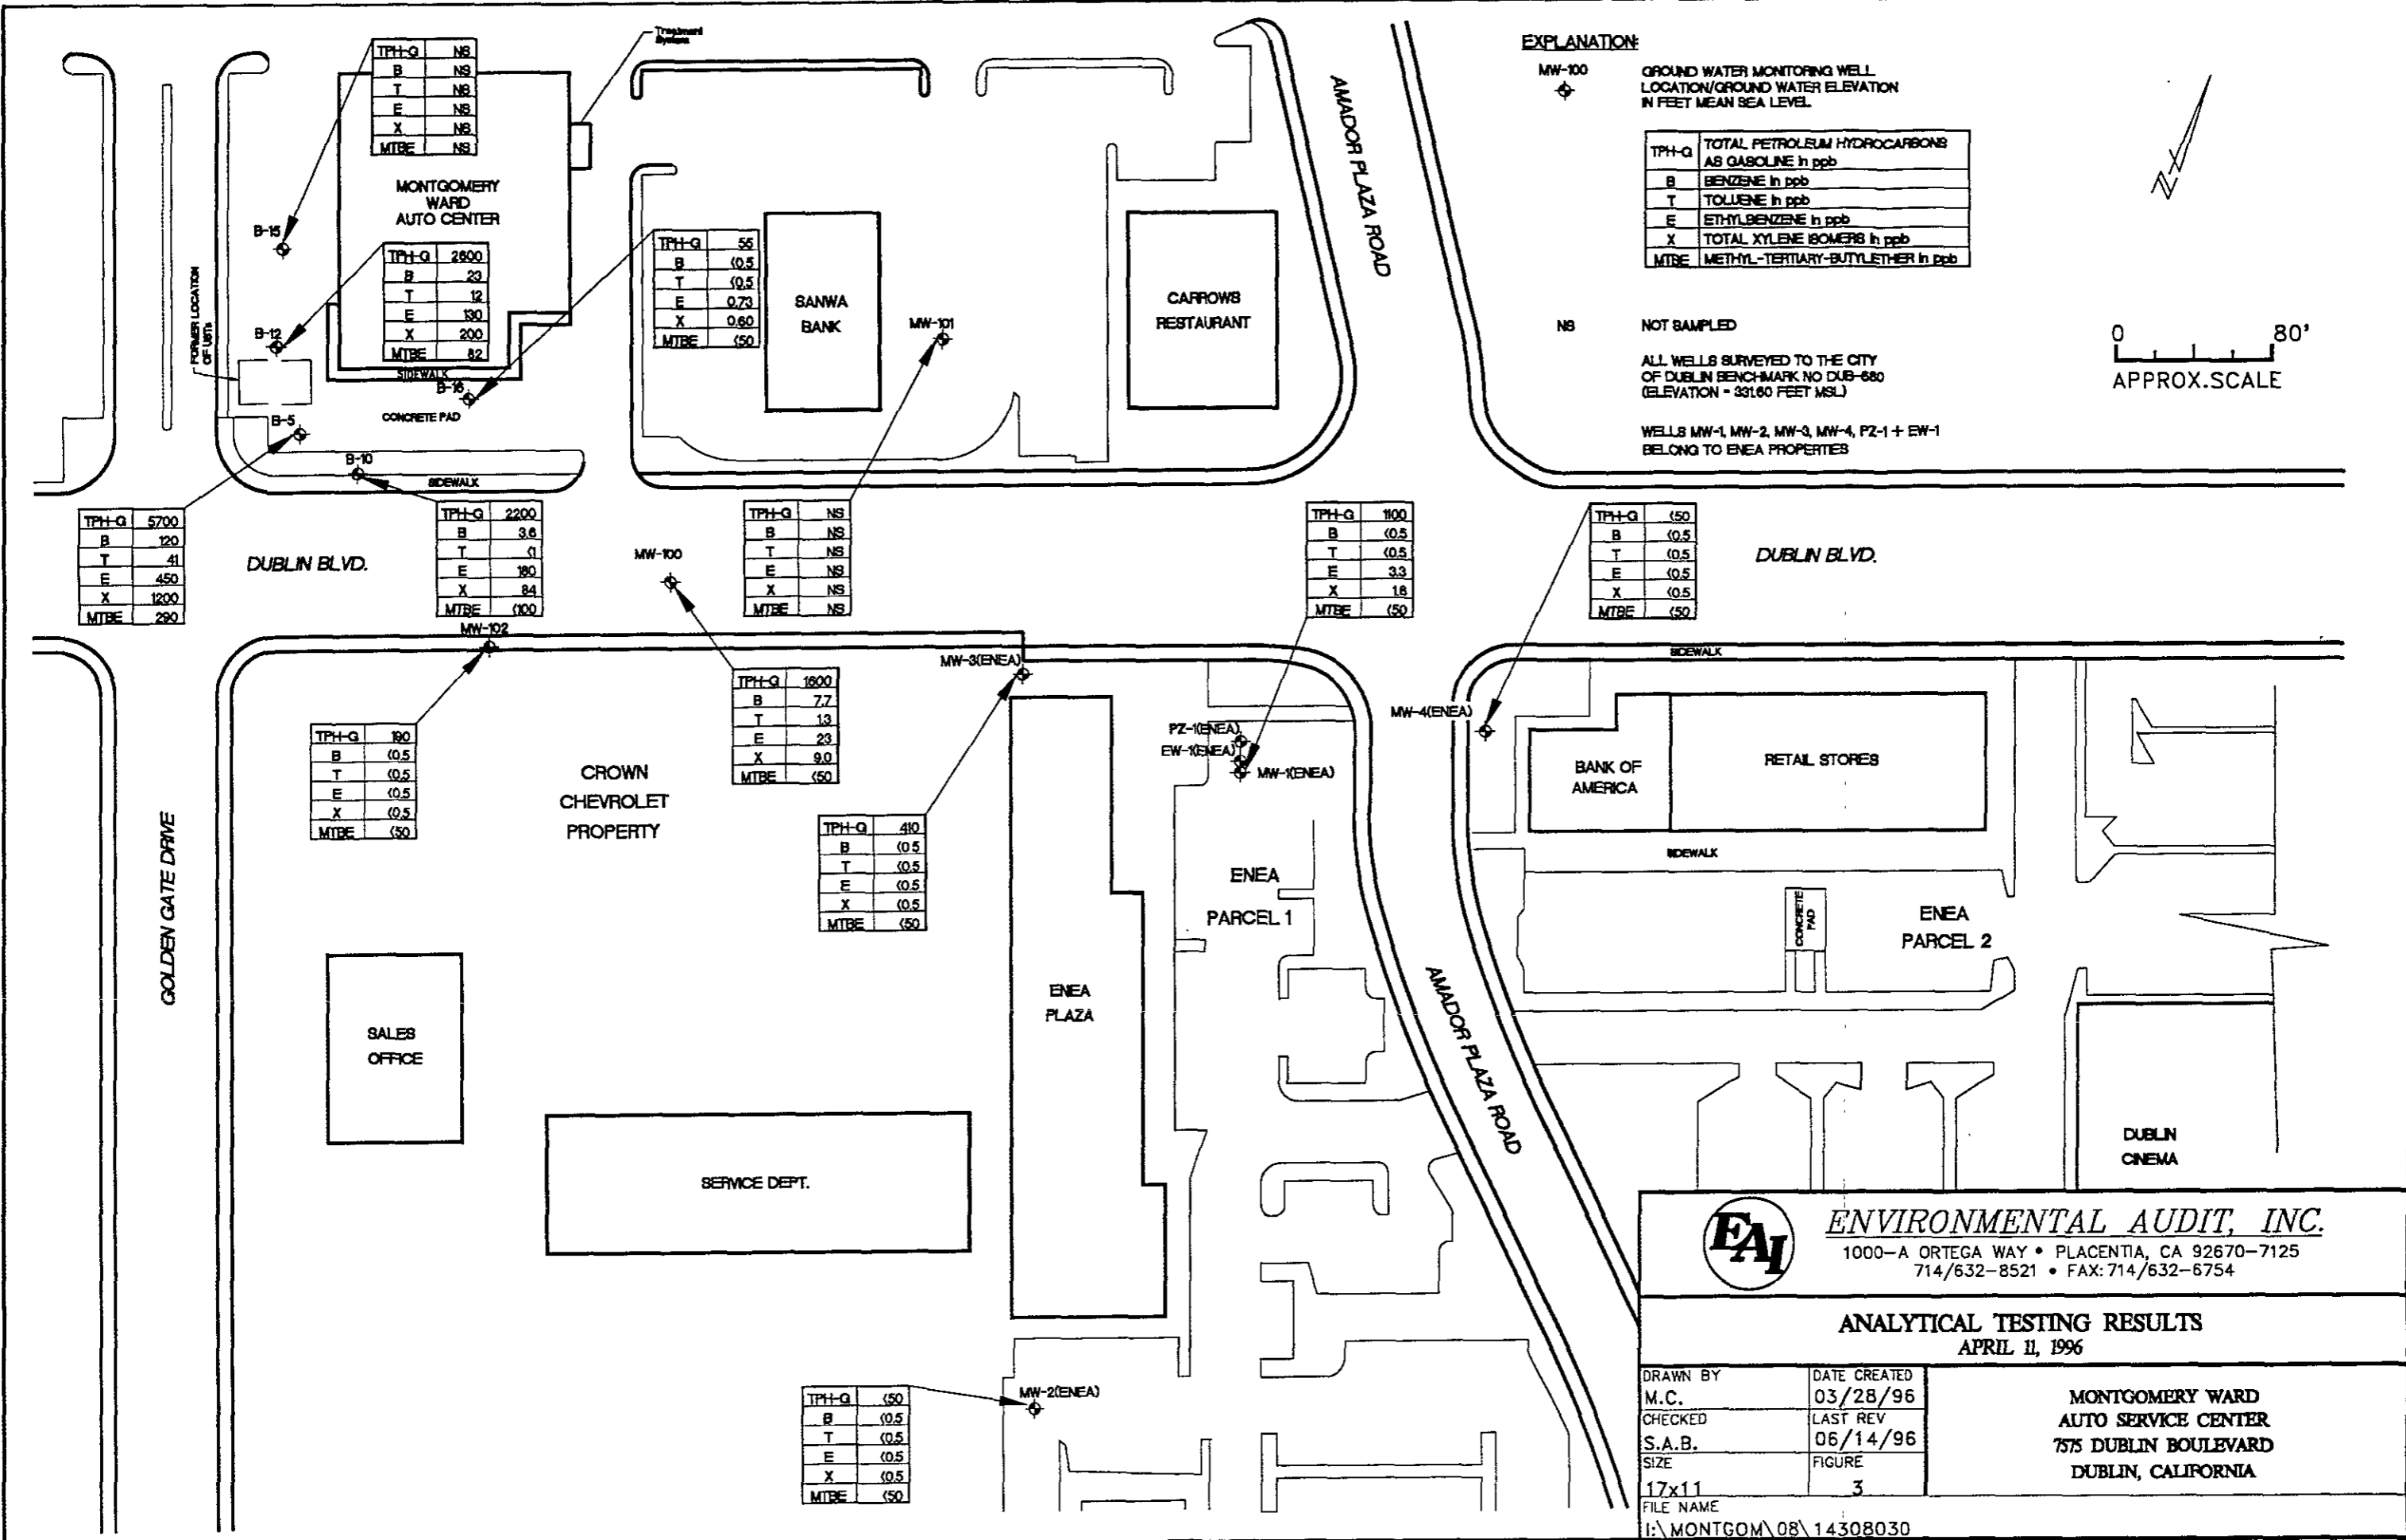 Treatment
System
TPH-G NS
B NS
T NS
E NS
X NS
MTBE NS
MONTGOMERY
WARD
AUTO CENTER
B-15
TPH-G 2600
B 23
T 12
E 130
X 200
MTBE 82
FORMER LOCATION
OF USTs
B-12
SIDEWALK
B-16
CONCRETE PAD
B-5
B-10
SIDEWALK
TPH-G 55
B <0.5
T <0.5
E 0.73
X 0.60
MTBE <50
SANWA
BANK
MW-101
CARROWS
RESTAURANT
AMADOR PLAZA ROAD
EXPLANATION:
MW-100
GROUND WATER MONITORING WELL
LOCATION/GROUND WATER ELEVATION
IN FEET MEAN SEA LEVEL
TPH-G TOTAL PETROLEUM HYDROCARBONS
AS GASOLINE in ppb
B BENZENE in ppb
T TOLUENE in ppb
E ETHYLBENZENE in ppb
X TOTAL XYLENE ISOMERS in ppb
MTBE METHYL-TERTIARY-BUTYLETHER in ppb
N
NS NOT SAMPLED
ALL WELLS SURVEYED TO THE CITY
OF DUBLIN BENCHMARK NO DUB-680
(ELEVATION = 331.60 FEET MSL)
WELLS MW-1, MW-2, MW-3, MW-4, PZ-1 + EW-1
BELONG TO ENEA PROPERTIES
0 80'
APPROX.SCALE
TPH-G 5700
B 120
T 41
E 450
X 1200
MTBE 290
DUBLIN BLVD.
TPH-G 2200
B 3.6
T <1
E 180
X 84
MTBE <100
MW-100
TPH-G NS
B NS
T NS
E NS
X NS
MTBE NS
TPH-G 1100
B <0.5
T <0.5
E 3.3
X 1.8
MTBE <50
TPH-G <50
B <0.5
T <0.5
E <0.5
X <0.5
MTBE <50
DUBLIN BLVD.
MW-102
MW-3(ENEA)
SIDEWALK
TPH-G 190
B <0.5
T <0.5
E <0.5
X <0.5
MTBE <50
TPH-G 1600
B 7.7
T 1.3
E 23
X 9.0
MTBE <50
CROWN
CHEVROLET
PROPERTY
TPH-G 410
B <0.5
T <0.5
E <0.5
X <0.5
MTBE <50
PZ-1(ENEA)
EW-1(ENEA)
MW-1(ENEA)
MW-4(ENEA)
BANK OF
AMERICA
RETAIL STORES
SIDEWALK
GOLDEN GATE DRIVE
ENEA
PARCEL 1
CONCRETE
PAD
ENEA
PARCEL 2
SALES
OFFICE
ENEA
PLAZA
AMADOR PLAZA ROAD
SERVICE DEPT.
DUBLIN
CINEMA
TPH-G <50
B <0.5
T <0.5
E <0.5
X <0.5
MTBE <50
MW-2(ENEA)
EAI
ENVIRONMENTAL AUDIT, INC.
1000-A ORTEGA WAY • PLACENTIA, CA 92670-7125
714/632-8521 • FAX: 714/632-6754
ANALYTICAL TESTING RESULTS
APRIL 11, 1996
DRAWN BY
M.C.
DATE CREATED
03/28/96
CHECKED
S.A.B.
LAST REV
06/14/96
SIZE
17x11
FIGURE
3
MONTGOMERY WARD
AUTO SERVICE CENTER
7575 DUBLIN BOULEVARD
DUBLIN, CALIFORNIA
FILE NAME
I:\MONTGOM\08\14308030